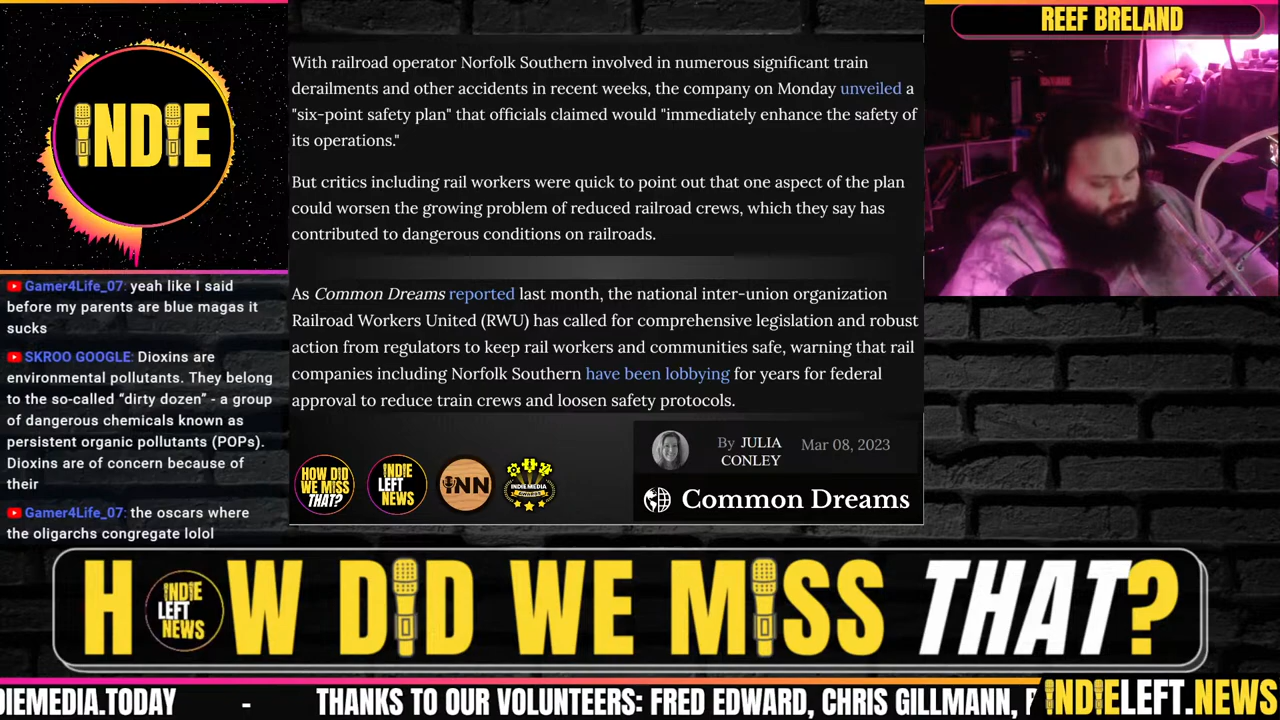 INDIE
REEF BRELAND
With railroad operator Norfolk Southern involved in numerous significant train
derailments and other accidents in recent weeks, the company on Monday unveiled a
"six-point safety plan" that officials claimed would "immediately enhance the safety of
its operations."
But critics including rail workers were quick to point out that one aspect of the plan
could worsen the growing problem of reduced railroad crews, which they say has
contributed to dangerous conditions on railroads.
As Common Dreams reported last month, the national inter-union organization
Railroad Workers United (RWU) has called for comprehensive legislation and robust
action from regulators to keep rail workers and communities safe, warning that rail
companies including Norfolk Southern have been lobbying for years for federal
approval to reduce train crews and loosen safety protocols.
By JULIA
CONLEY
Mar 08, 2023
Common Dreams
HOW DID
WE MISS
THAT?
INDIE
LEFT
NEWS
INN
INDIE MEDIA
AWARDS
Gamer4Life_07: yeah like I said
before my parents are blue magas it
sucks
SKROO GOOGLE: Dioxins are
environmental pollutants. They belong
to the so-called “dirty dozen” - a group
of dangerous chemicals known as
persistent organic pollutants (POPs).
Dioxins are of concern because of
their
Gamer4Life_07: the oscars where
the oligarchs congregate lolol
HOW DID WE MISS THAT?
INDIE
LEFT
NEWS
DIEMEDIA.TODAY - THANKS TO OUR VOLUNTEERS: FRED EDWARD, CHRIS GILLMANN, F
INDIELEFT.NEWS